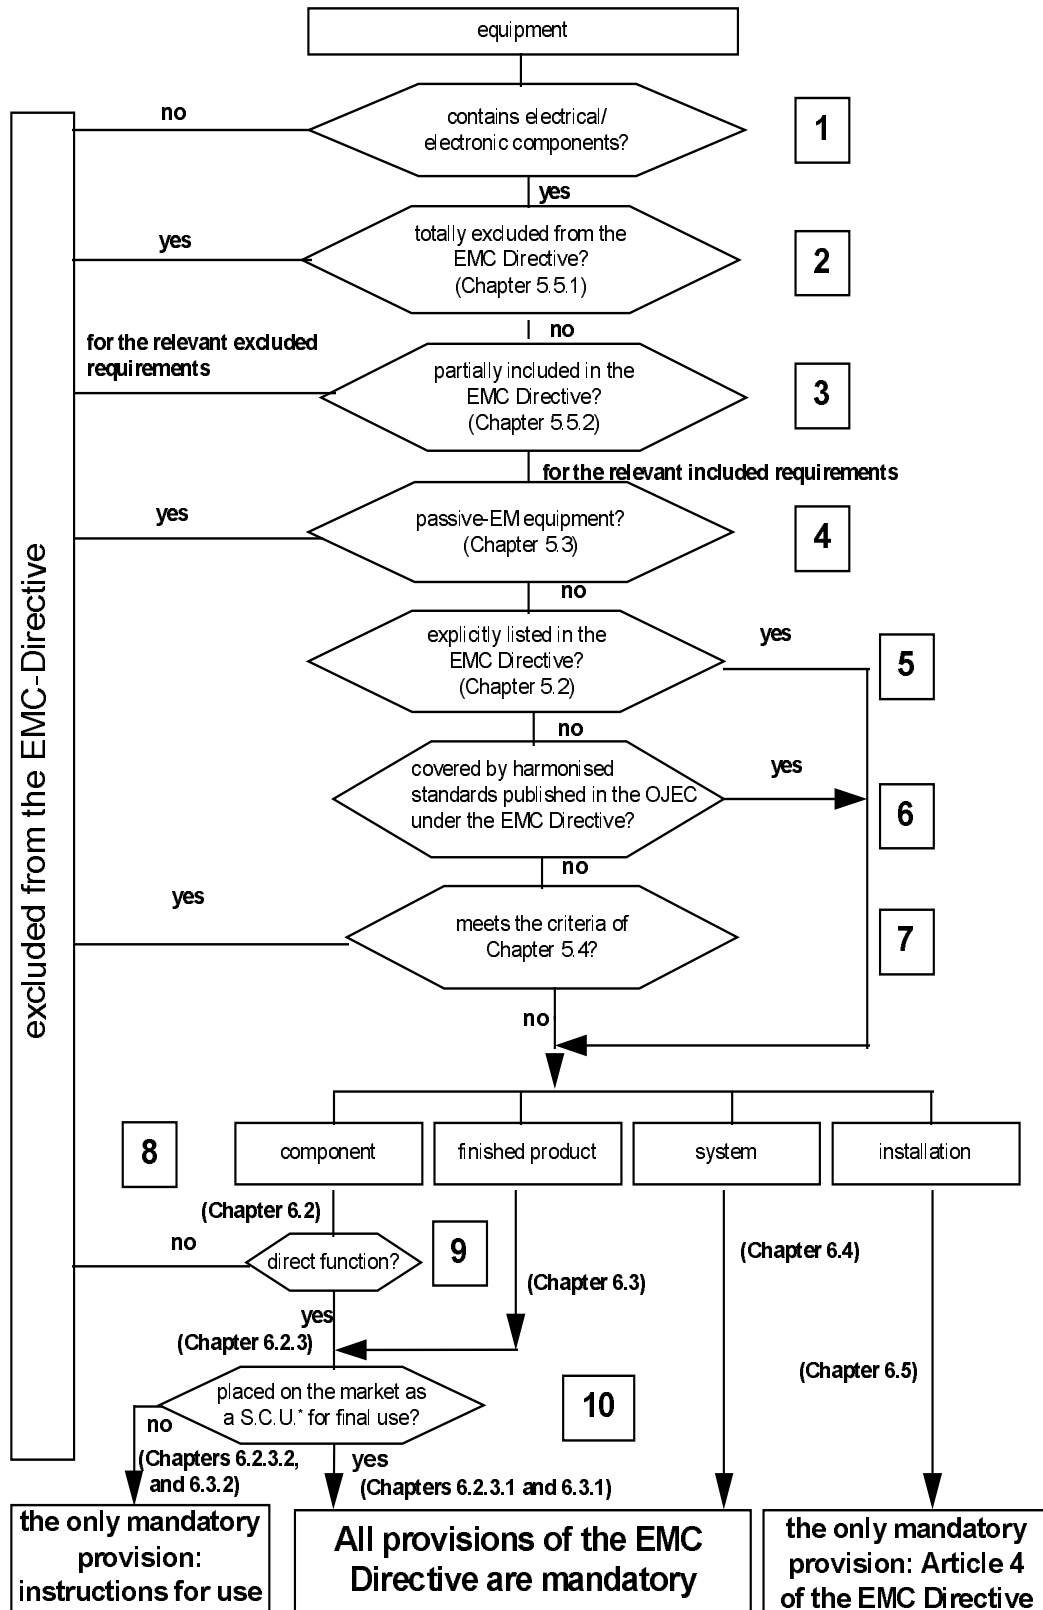 equipment
no
contains electrical/
electronic components?
1
yes
yes
totally excluded from the
EMC Directive?
(Chapter 5.5.1)
2
no
for the relevant excluded
requirements
partially included in the
EMC Directive?
(Chapter 5.5.2)
3
for the relevant included requirements
yes
passive-EM equipment?
(Chapter 5.3)
4
no
explicitly listed in the
EMC Directive?
(Chapter 5.2)
yes
5
no
covered by harmonised
standards published in the OJEC
under the EMC Directive?
yes
6
no
yes
meets the criteria of
Chapter 5.4?
7
no
excluded from the EMC-Directive
8
component
finished product
system
installation
(Chapter 6.2)
no
direct function?
9
(Chapter 6.4)
(Chapter 6.3)
yes
(Chapter 6.2.3)
(Chapter 6.5)
placed on the market as
a S.C.U.* for final use?
10
no
(Chapters 6.2.3.2,
and 6.3.2)
yes
(Chapters 6.2.3.1 and 6.3.1)
the only mandatory
provision:
instructions for use
All provisions of the EMC
Directive are mandatory
the only mandatory
provision: Article 4
of the EMC Directive